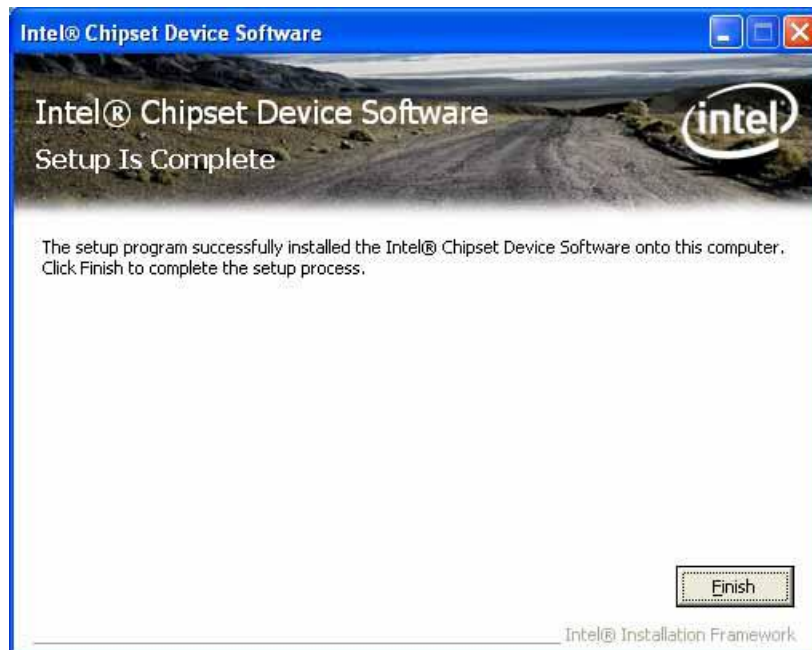 Intel® Chipset Device Software
Intel® Chipset Device Software
intel
Setup Is Complete
The setup program successfully installed the Intel® Chipset Device Software onto this computer.
Click Finish to complete the setup process.
Finish
Intel® Installation Framework